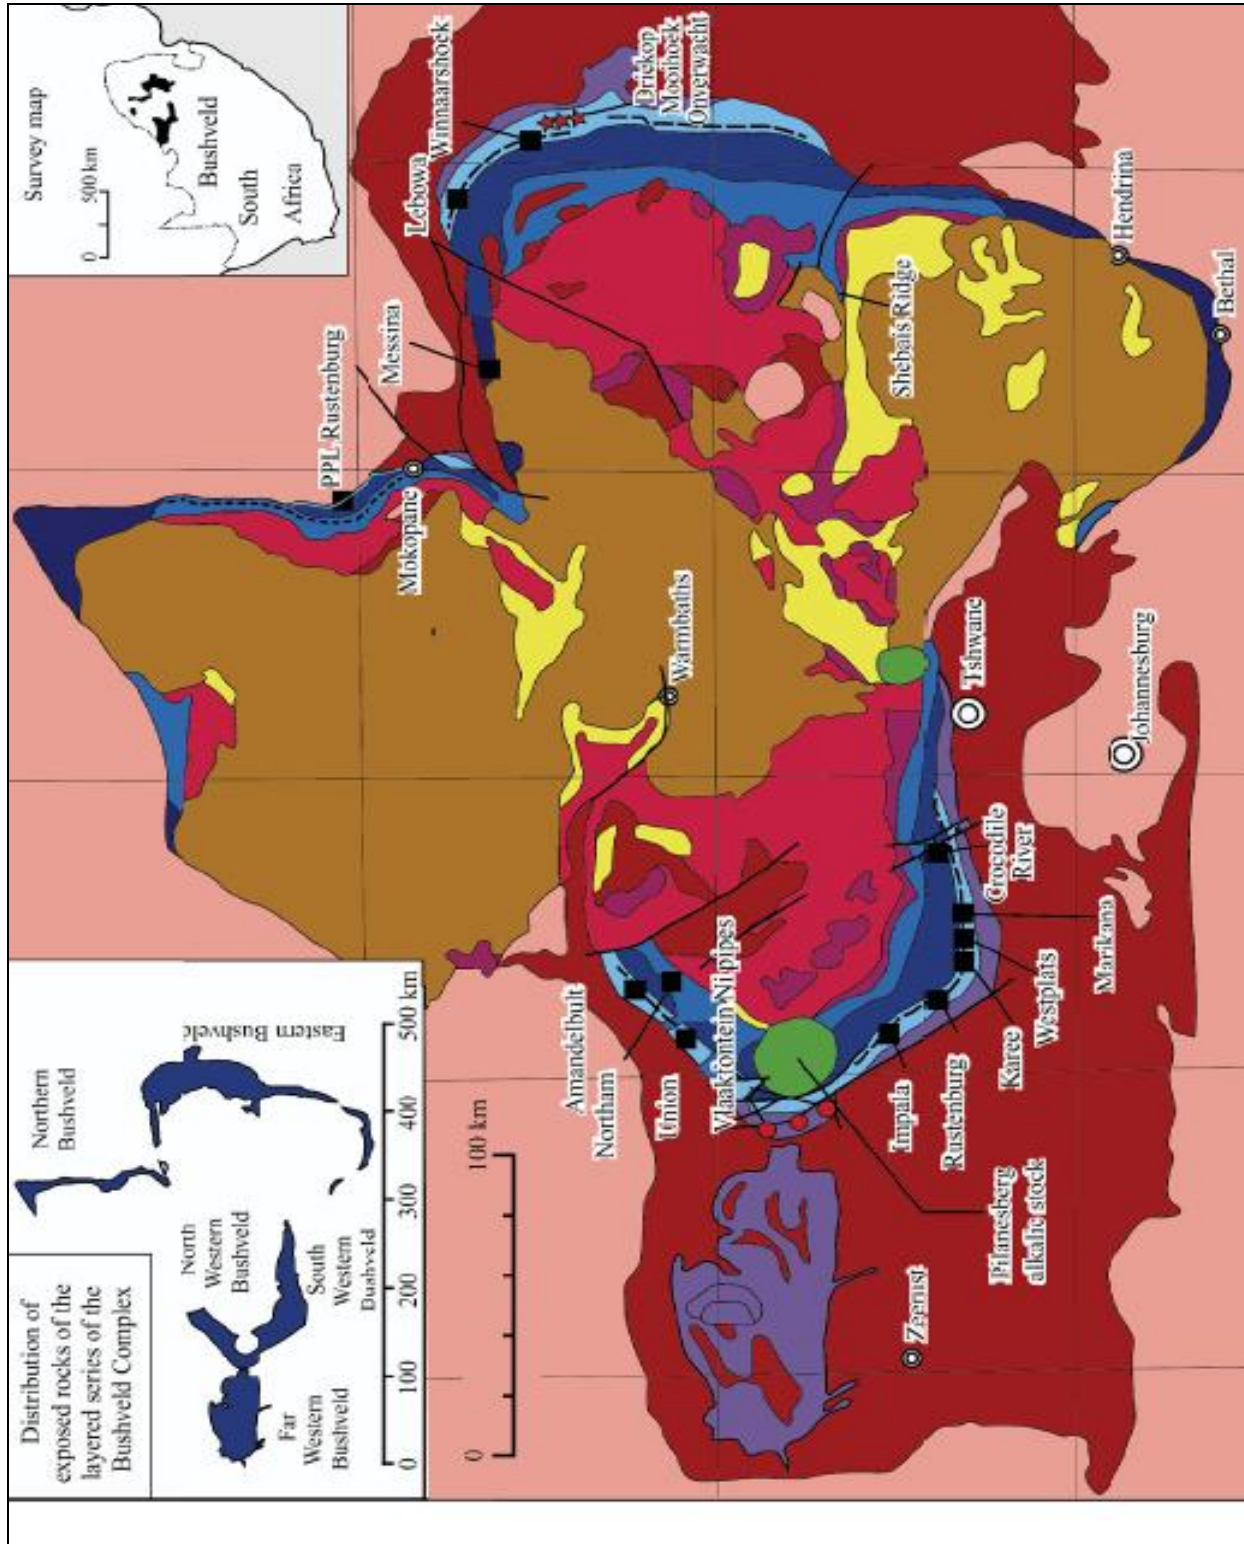 Distribution of
exposed rocks of the
layered series of the
Bushveld Complex
Northern
Bushveld
North
Western
Bushveld
Eastern Bushveld
Far
Western
Bushveld
South
Western
0
100
200
300
400
500 km
Survey map
0
500 km
Bushveld
South
Africa
0
100 km
PPL Rustenburg
Messina
Lebowa
Winnaarshoek
Driekop
Mooihoek
Onverwacht
Mokopane
Warmbaths
Amandelbult
Northam
Union
Vlaakfontein Ni pipes
Impala
Rustenburg
Karee
Westplats
Marikana
Crocodile
River
Pilanesberg
alkalic stock
Zeerust
Tshwane
Johannesburg
Shebais Ridge
Hendrina
Bethal